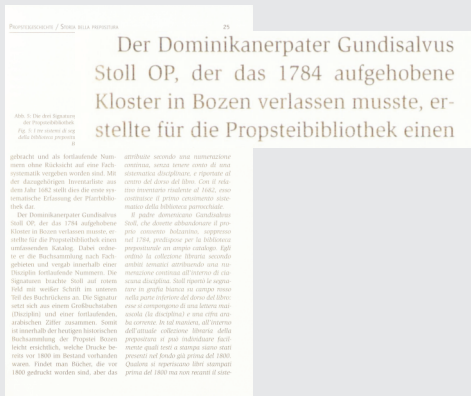 PROPSTEIGESCHICHTE / STORIA DELLA PREPOSITURA 25
Der Dominikanerpater Gundisalvus
Stoll OP, der das 1784 aufgehobene
Kloster in Bozen verlassen musste, er-
stellte für die Propsteibibliothek einen
Abb. 5: Die drei Signaturen
der Propsteibibliothek
della biblioteca prepositu
gebracht und als fortlaufende Num-
mern ohne Rücksicht auf eine Fach-
systematik vergeben worden sind. Mit
der dazugehörigen Inventarliste aus
dem Jahr 1682 stellt dies die erste sys-
tematische Erfassung der Pfarrbiblio-
thek dar.
Der Dominikanerpater Gundisalvus
Stoll OP, der das 1784 aufgehobene
Kloster in Bozen verlassen musste, er-
stellte für die Propsteibibliothek einen
umfassenden Katalog. Dabei ordne-
te er die Buchsammlung nach Fach-
gebieten und vergab innerhalb einer
Disziplin fortlaufende Nummern. Die
Signaturen brachte Stoll auf rotem
Feld mit weißer Schrift im unteren
Teil des Buchrückens an. Die Signatur
setzt sich aus einem Großbuchstaben
(Disziplin) und einer fortlaufenden,
arabischen Ziffer zusammen. Somit
ist innerhalb der heutigen historischen
Buchsammlung der Propstei Bozen
leicht ersichtlich, welche Drucke be-
reits vor 1800 im Bestand vorhanden
waren. Findet man Bücher, die vor
1800 gedruckt worden sind, aber das
attribuite secondo una numerazione
continua, senza tenere conto di una
sistematica disciplinare, e riportate al
centro del dorso del libro. Con il rela-
tivo inventario risalente al 1682, esse
costituisce il primo censimento siste-
matico della biblioteca parrocchiale.
Il padre domenicano Gundisalvus
Stoll, che dovette abbandonare il pro-
prio convento bolzanino, soppresso
nel 1784, predispose per la biblioteca
prepositurale un ampio catalogo. Egli
ordinò la collezione libraria secondo
ambiti tematici attribuendo una nu-
merazione continua all'interno di cia-
scuna disciplina. Stoll riportò le segna-
ture in grafia bianca su campo rosso
nella parte inferiore del dorso del libro:
esse si compongono di una lettera mai-
uscola (la disciplina) e una cifra ara-
ba corrente. In tal maniera, all'interno
dell'attuale collezione libraria della
prepositura si può individuare facil-
mente quali testi a stampa siano stati
presenti nel fondo già prima del 1800.
Qualora si reperissano libri stampati
prima del 1800 ma non recanti il siste-